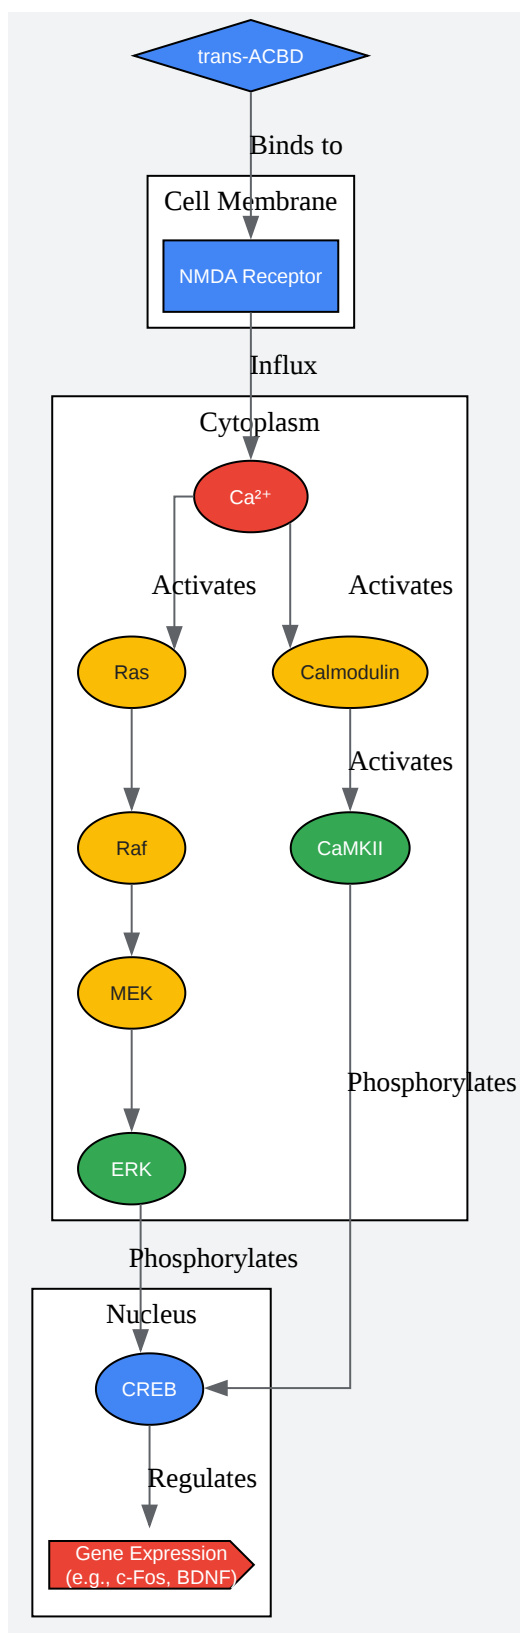 trans-ACBD
Binds to
Cell Membrane
NMDA Receptor
Influx
Cytoplasm
Ca²⁺
Activates
Activates
Ras
Calmodulin
Activates
Raf
CaMKII
MEK
Phosphorylates
ERK
Phosphorylates
Nucleus
CREB
Regulates
Gene Expression
(e.g., c-Fos, BDNF)